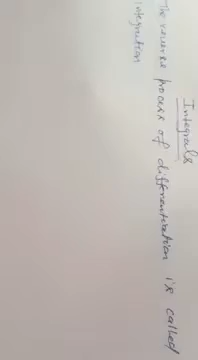 Integrals
The reverse process of differentiation is called
integration